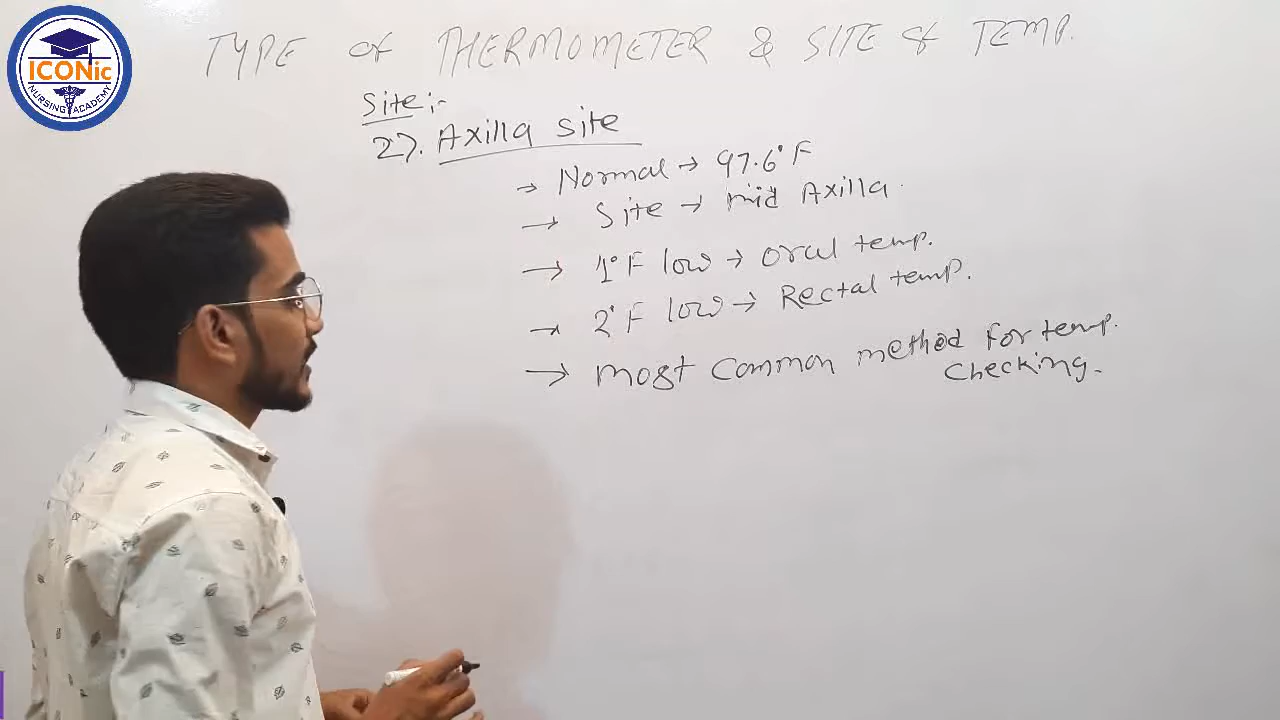 ICONic
NURSING ACADEMY
TYPE of THERMOMETER & SITE of TEMP.
Site:-
2). Axilla site
→ Normal → 97.6°F
→ Site → mid Axilla.
→ 1°F low → oral temp.
→ 2°F low → Rectal temp.
→ most common method for temp.
checking.